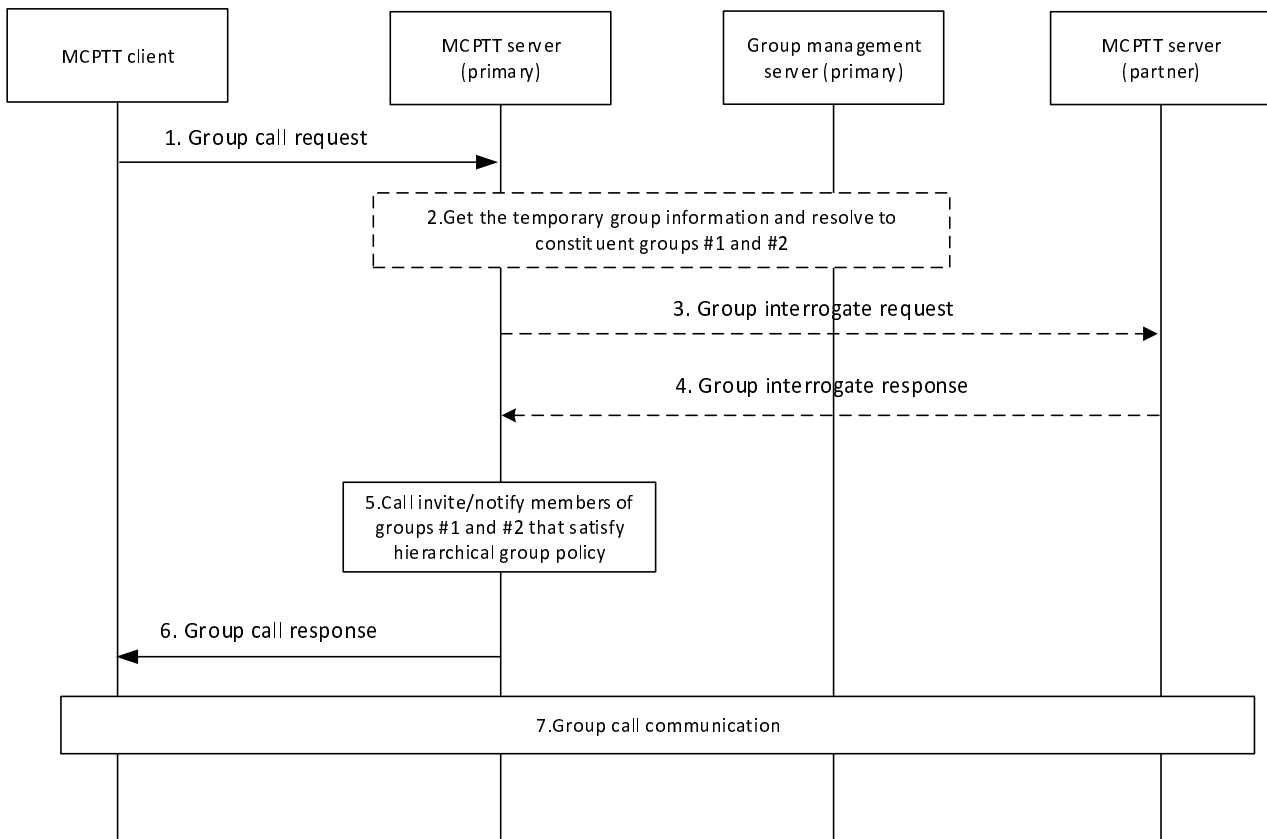 MCPTT client
MCPTT server
(primary)
Group management
server (primary)
MCPTT server
(partner)
1. Group call request
2.Get the temporary group information and resolve to
constituent groups #1 and #2
3. Group interrogate request
4. Group interrogate response
5.Call invite/notify members of
groups #1 and #2 that satisfy
hierarchical group policy
6. Group call response
7.Group call communication